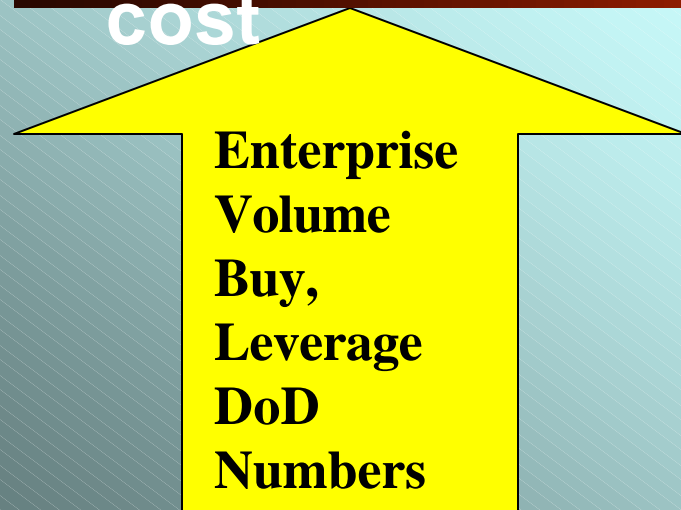 cost
Enterprise
Volume
Buy,
Leverage
DoD
Numbers